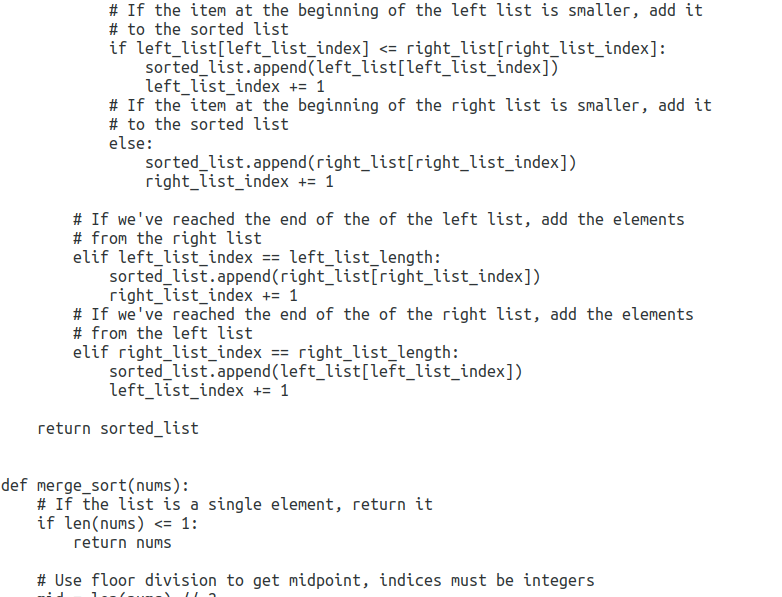 # If the item at the beginning of the left list is smaller, add it
            # to the sorted list
            if left_list[left_list_index] <= right_list[right_list_index]:
                sorted_list.append(left_list[left_list_index])
                left_list_index += 1
            # If the item at the beginning of the right list is smaller, add it
            # to the sorted list
            else:
                sorted_list.append(right_list[right_list_index])
                right_list_index += 1

        # If we've reached the end of the of the left list, add the elements
        # from the right list
        elif left_list_index == left_list_length:
            sorted_list.append(right_list[right_list_index])
            right_list_index += 1
        # If we've reached the end of the of the right list, add the elements
        # from the left list
        elif right_list_index == right_list_length:
            sorted_list.append(left_list[left_list_index])
            left_list_index += 1

    return sorted_list


def merge_sort(nums):
    # If the list is a single element, return it
    if len(nums) <= 1:
        return nums

    # Use floor division to get midpoint, indices must be integers